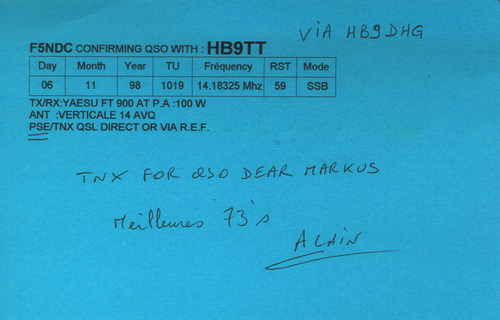 VIA HB9DHG
F5NDC CONFIRMING QSO WITH : HB9TT
Day Month Year TU Fréquency RST Mode
06 11 98 1019 14.18325 Mhz 59 SSB
TX/RX:YAESU FT 900 AT P.A :100 W
ANT :VERTICALE 14 AVQ
PSE/TNX QSL DIRECT OR VIA R.E.F.
TNX FOR QSO DEAR MARKUS
Meilleures 73's
ALAIN